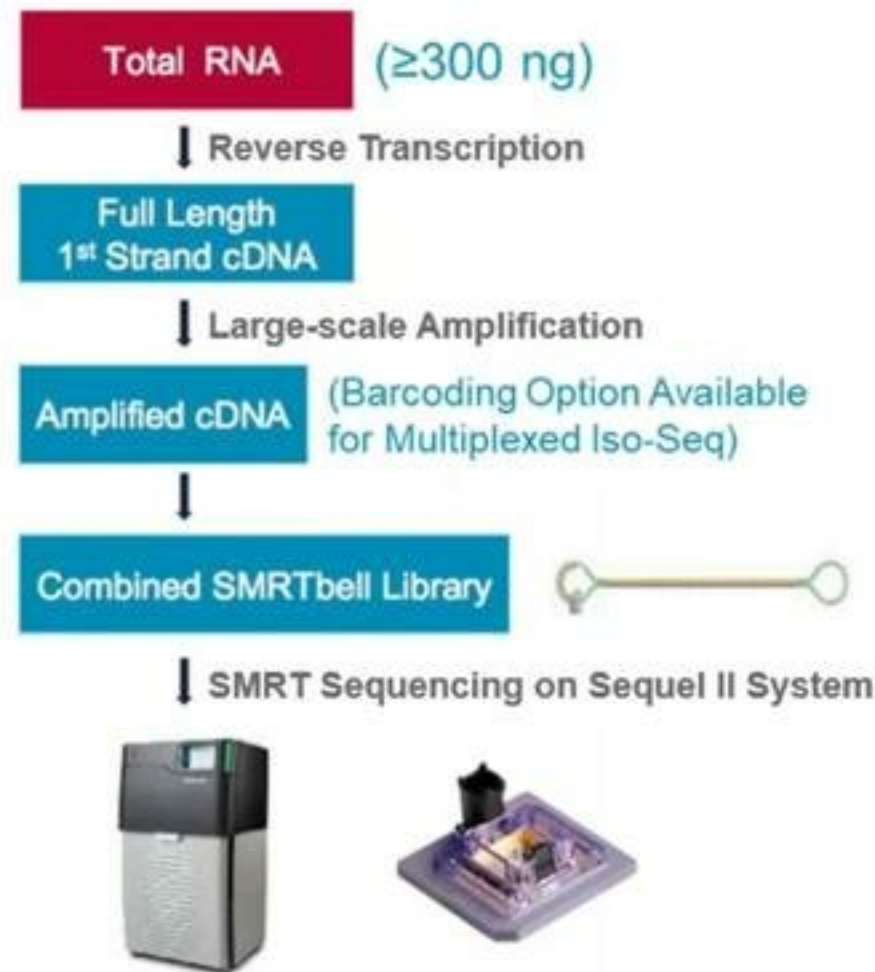 Total RNA (≥300 ng)
Reverse Transcription
Full Length
1st Strand cDNA
Large-scale Amplification
Amplified cDNA
(Barcoding Option Available
for Multiplexed Iso-Seq)
Combined SMRTbell Library
SMRT Sequencing on Sequel II System